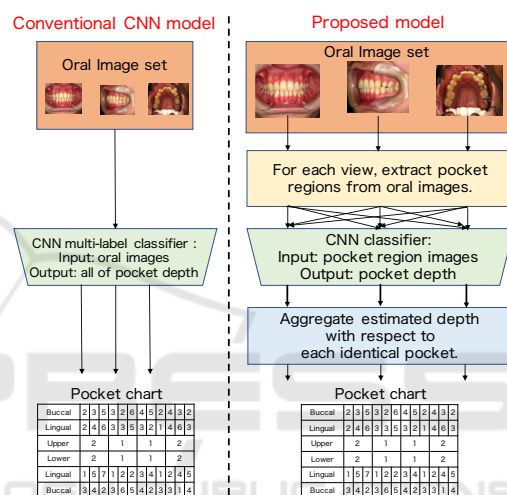 Conventional CNN model
Oral Image set
CNN multi-label classifier :
Input: oral images
Output: all of pocket depth
Pocket chart
Buccal 2 3 5 3 2 6 4 5 2 4 3 2
Lingual 2 4 6 3 3 5 3 2 1 4 6 3
Upper 2 1 1 2
Lower 2 1 1 2
Lingual 1 5 7 1 2 2 3 4 1 2 4 5
Buccal 3 4 2 3 6 5 4 2 3 3 1 4
Proposed model
Oral Image set
For each view, extract pocket
regions from oral images.
CNN classifier:
Input: pocket region images
Output: pocket depth
Aggregate estimated depth
with respect to
each identical pocket.
Pocket chart
Buccal 2 3 5 3 2 6 4 5 2 4 3 2
Lingual 2 4 6 3 3 5 3 2 1 4 6 3
Upper 2 1 1 2
Lower 2 1 1 2
Lingual 1 5 7 1 2 2 3 4 1 2 4 5
Buccal 3 4 2 3 6 5 4 2 3 3 1 4